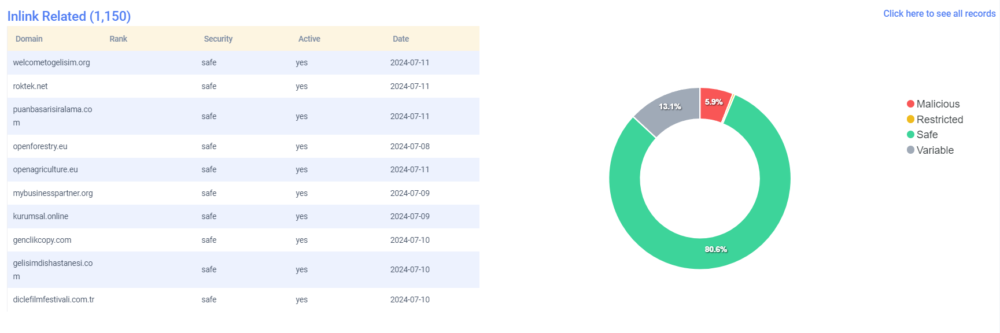 Inlink Related (1,150)
Click here to see all records
Domain Rank Security Active Date
welcometogelisim.org safe yes 2024-07-11
roktek.net safe yes 2024-07-11
puanbasarisiralama.co
m
safe yes 2024-07-11
openforestry.eu safe yes 2024-07-08
openagriculture.eu safe yes 2024-07-11
mybusinesspartner.org safe yes 2024-07-09
kurumsal.online safe yes 2024-07-09
genclikcopy.com safe yes 2024-07-10
gelisimdishastanesi.co
m
safe yes 2024-07-10
diclefilmfestivali.com.tr safe yes 2024-07-10
13.1%
5.9%
80.6%
Malicious
Restricted
Safe
Variable